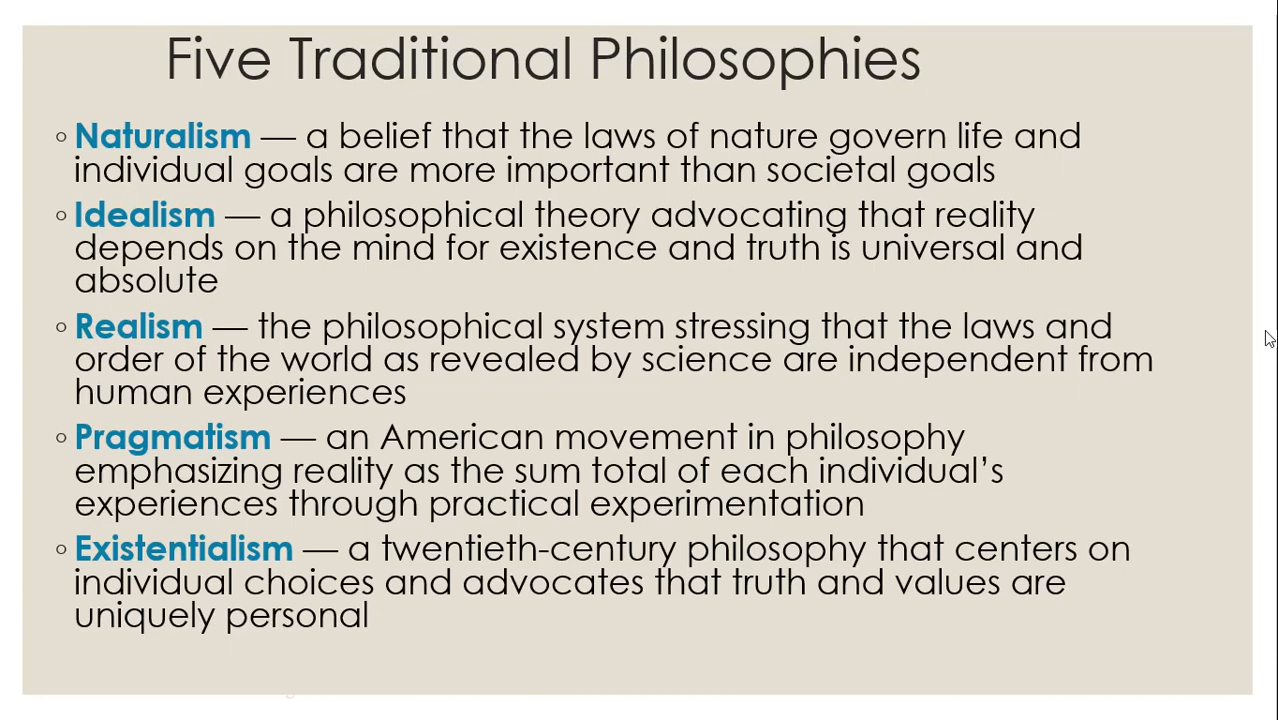 Five Traditional Philosophies
◦ Naturalism — a belief that the laws of nature govern life and
individual goals are more important than societal goals
◦ Idealism — a philosophical theory advocating that reality
depends on the mind for existence and truth is universal and
absolute
◦ Realism — the philosophical system stressing that the laws and
order of the world as revealed by science are independent from
human experiences
◦ Pragmatism — an American movement in philosophy
emphasizing reality as the sum total of each individual’s
experiences through practical experimentation
◦ Existentialism — a twentieth-century philosophy that centers on
individual choices and advocates that truth and values are
uniquely personal